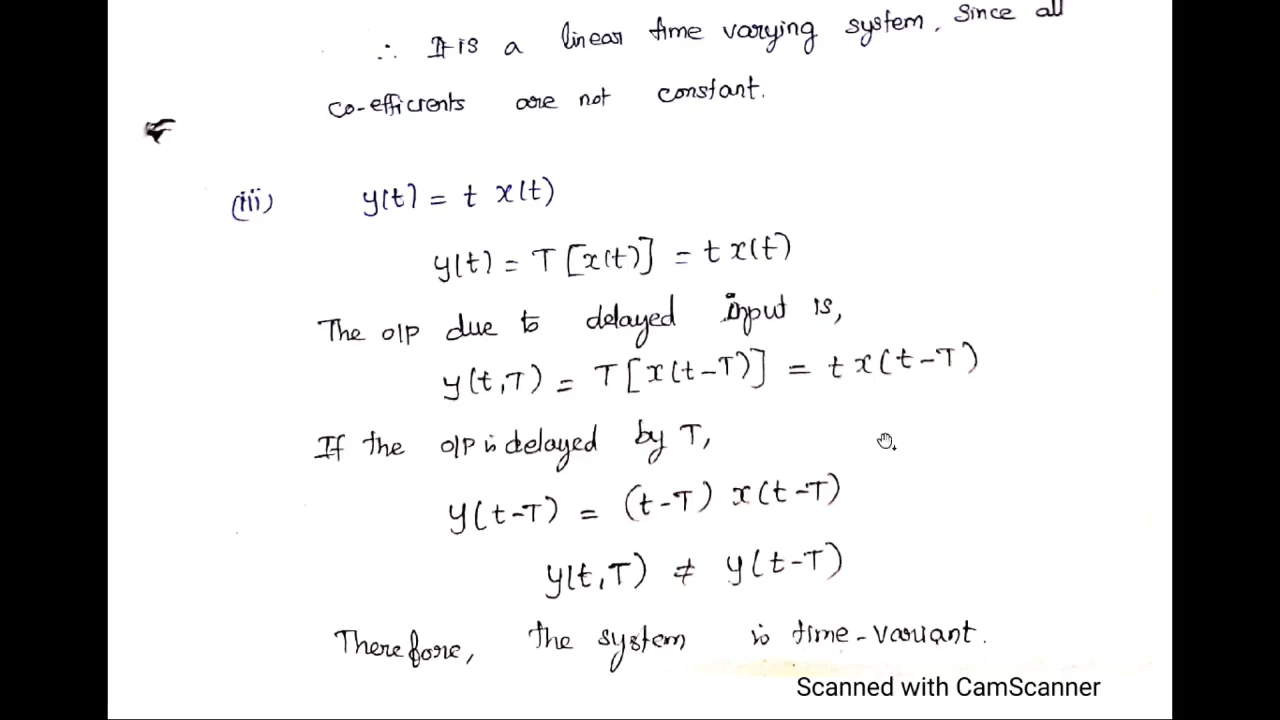 ∴ It is a linear time varying system. Since all
co-efficients are not constant.
(iii) y(t) = t x(t)
y(t) = T [x(t)] = t x(t)
The o/p due to delayed input is,
y(t,T) = T[x(t-T)] = t x(t-T)
If the o/p is delayed by T,
y(t-T) = (t-T) x(t-T)
y(t,T) ≠ y(t-T)
Therefore, the system is time-variant.
Scanned with CamScanner